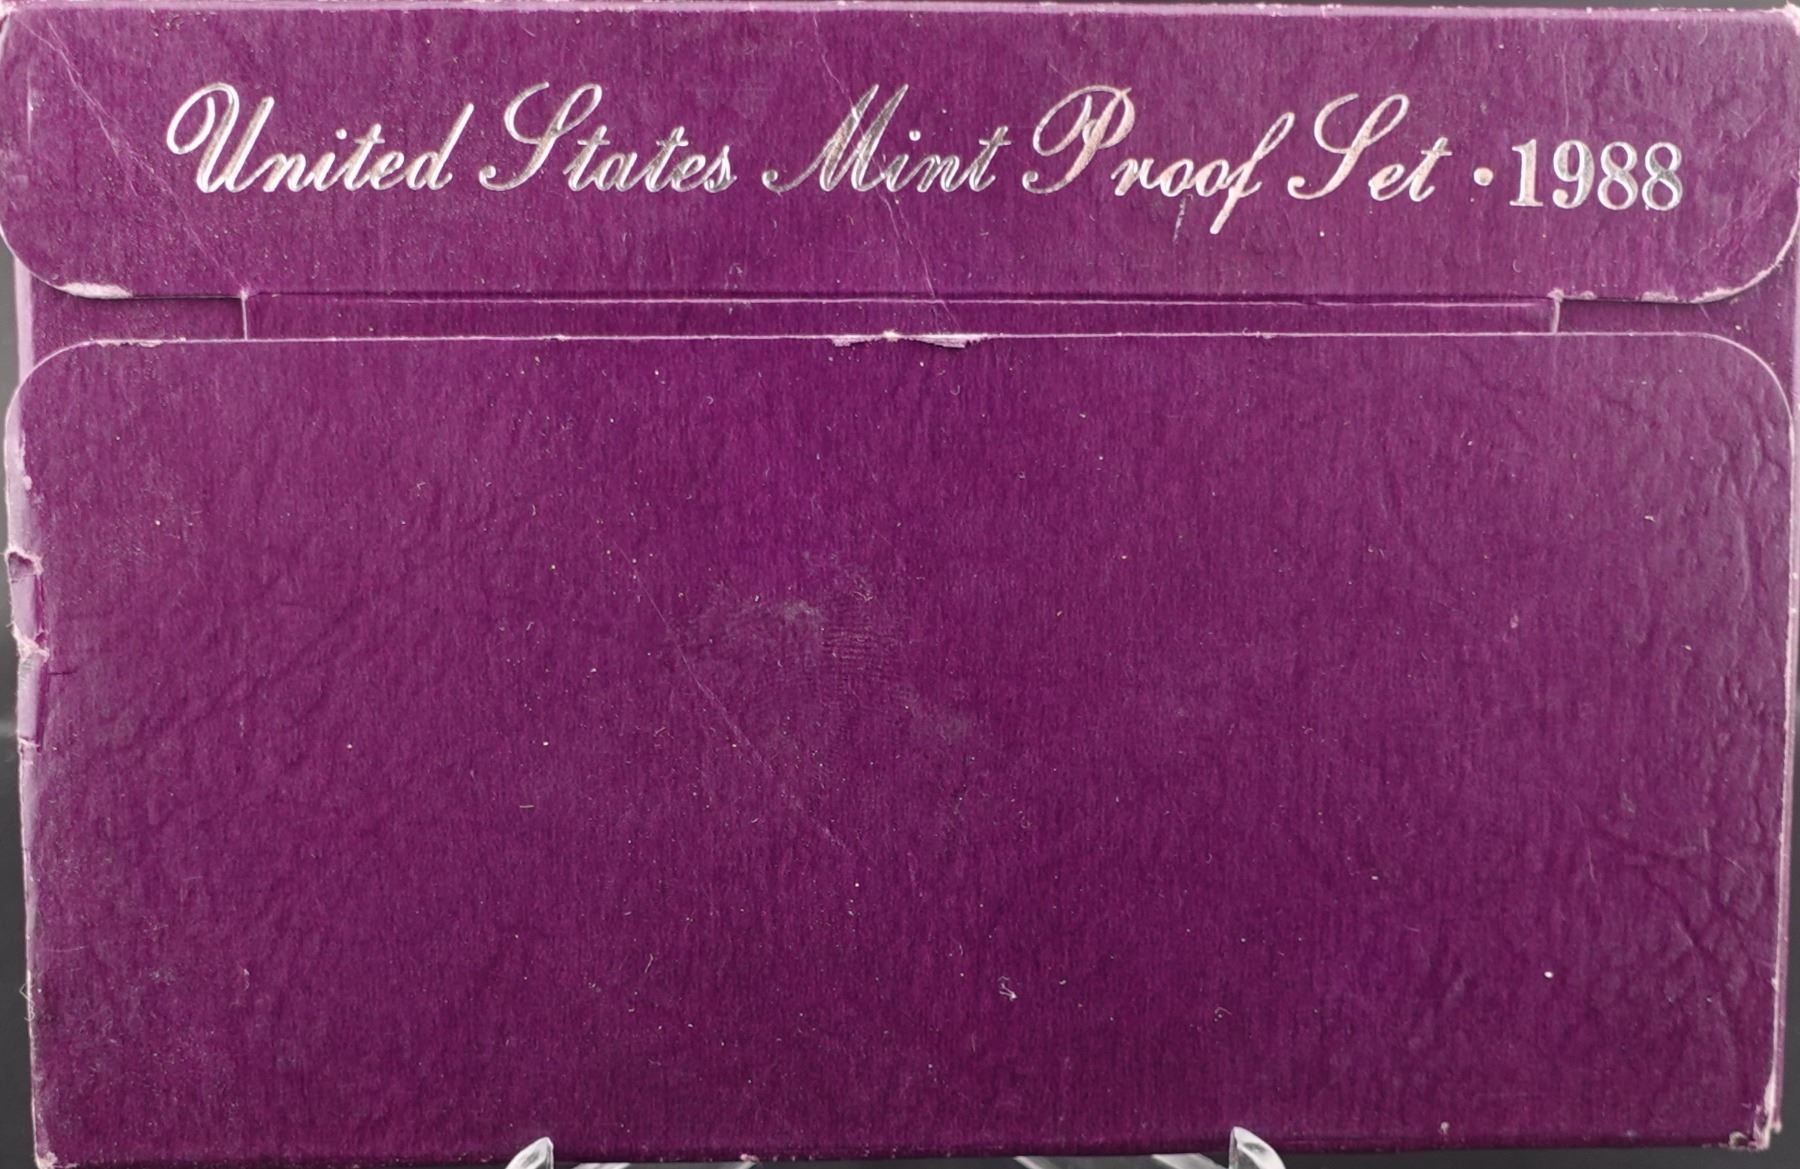 United States Mint Proof Set · 1988